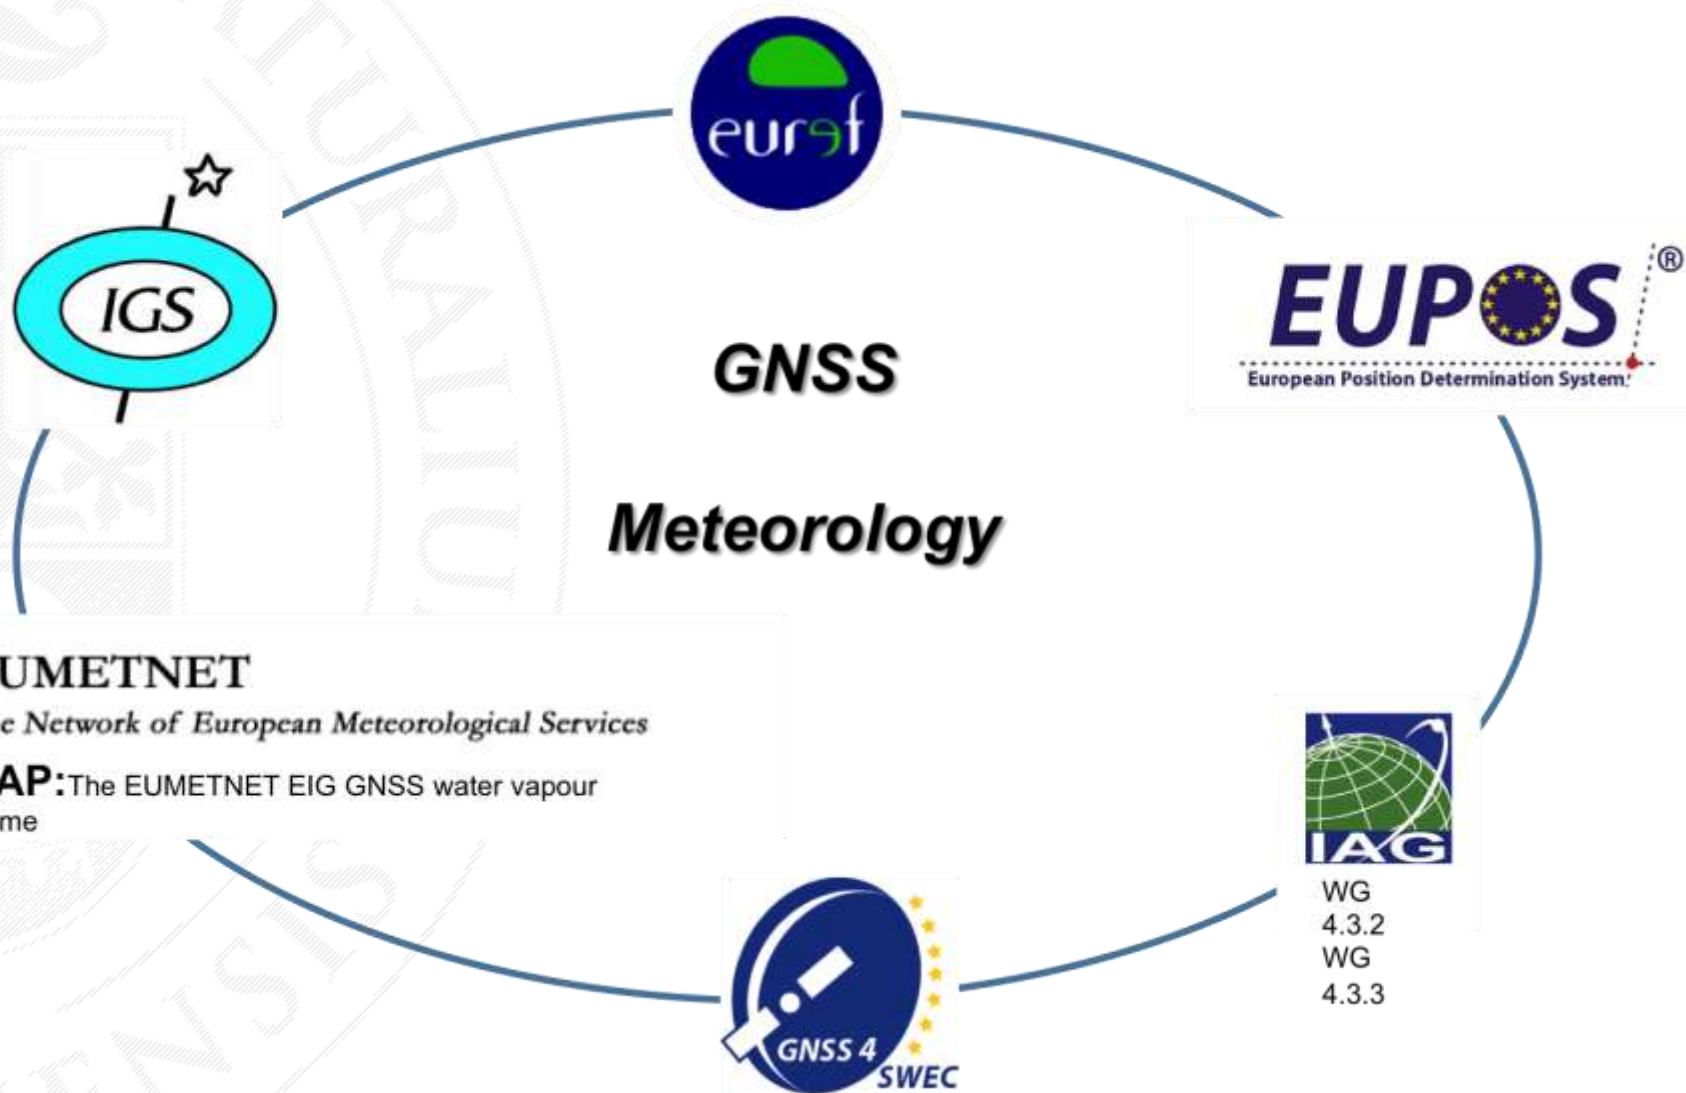 euref
IGS
EUPOS®
European Position Determination System
GNSS
Meteorology
UMETNET
e Network of European Meteorological Services
AP:The EUMETNET EIG GNSS water vapour
me
IAG
WG
4.3.2
WG
4.3.3
GNSS 4
SWEC